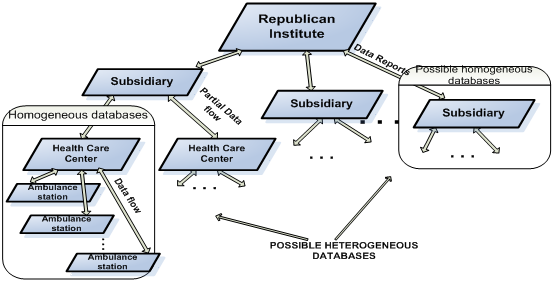 Republican
Institute
Data Reports
Possible homogeneous
databases
Subsidiary
Subsidiary
Subsidiary
Partial Data
flow
Homogeneous databases
Health Care
Center
Health Care
Center
. . .
. . .
. . .
. . .
Ambulance
station
Data flow
Ambulance
station
Ambulance
station
POSSIBLE HETEROGENEOUS
DATABASES